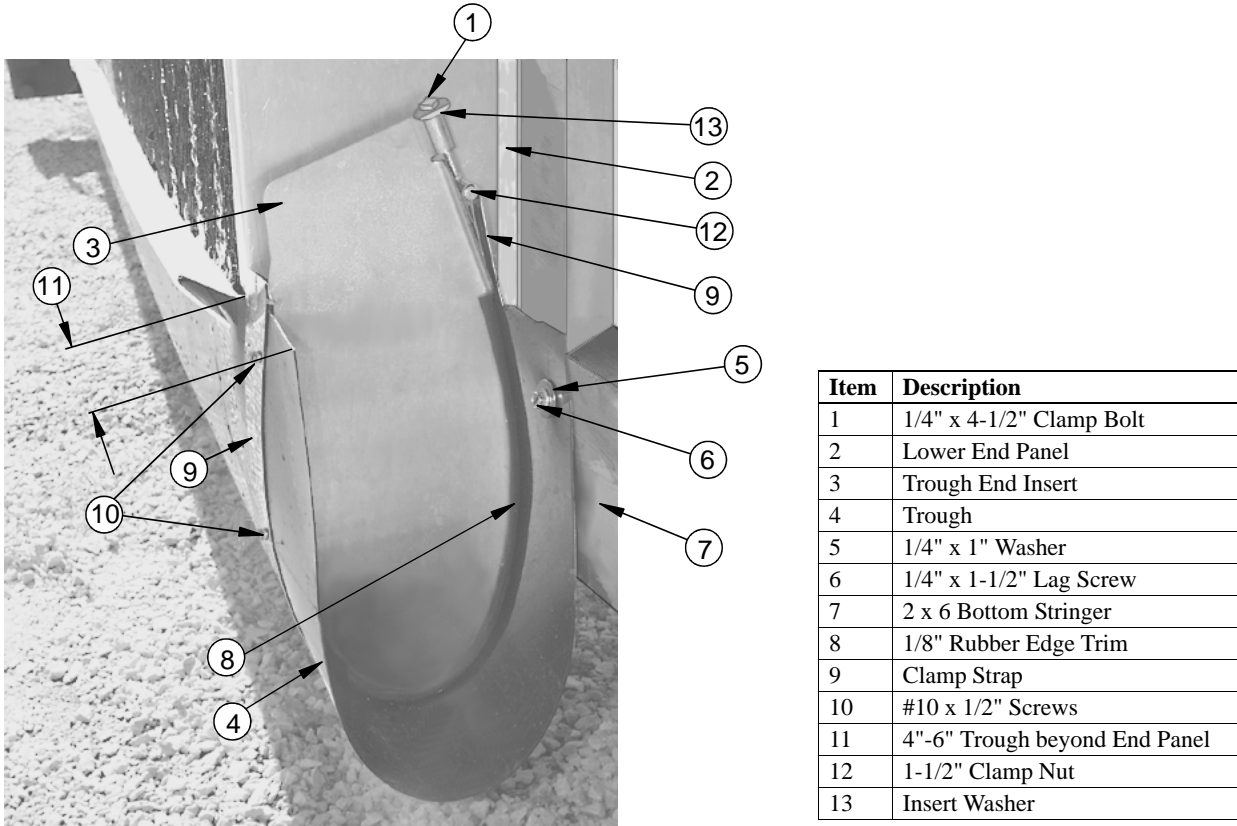 1
13
2
12
3
9
11
5
6
9
10
7
8
4
Item Description
1 1/4" x 4-1/2" Clamp Bolt
2 Lower End Panel
3 Trough End Insert
4 Trough
5 1/4" x 1" Washer
6 1/4" x 1-1/2" Lag Screw
7 2 x 6 Bottom Stringer
8 1/8" Rubber Edge Trim
9 Clamp Strap
10 #10 x 1/2" Screws
11 4"-6" Trough beyond End Panel
12 1-1/2" Clamp Nut
13 Insert Washer